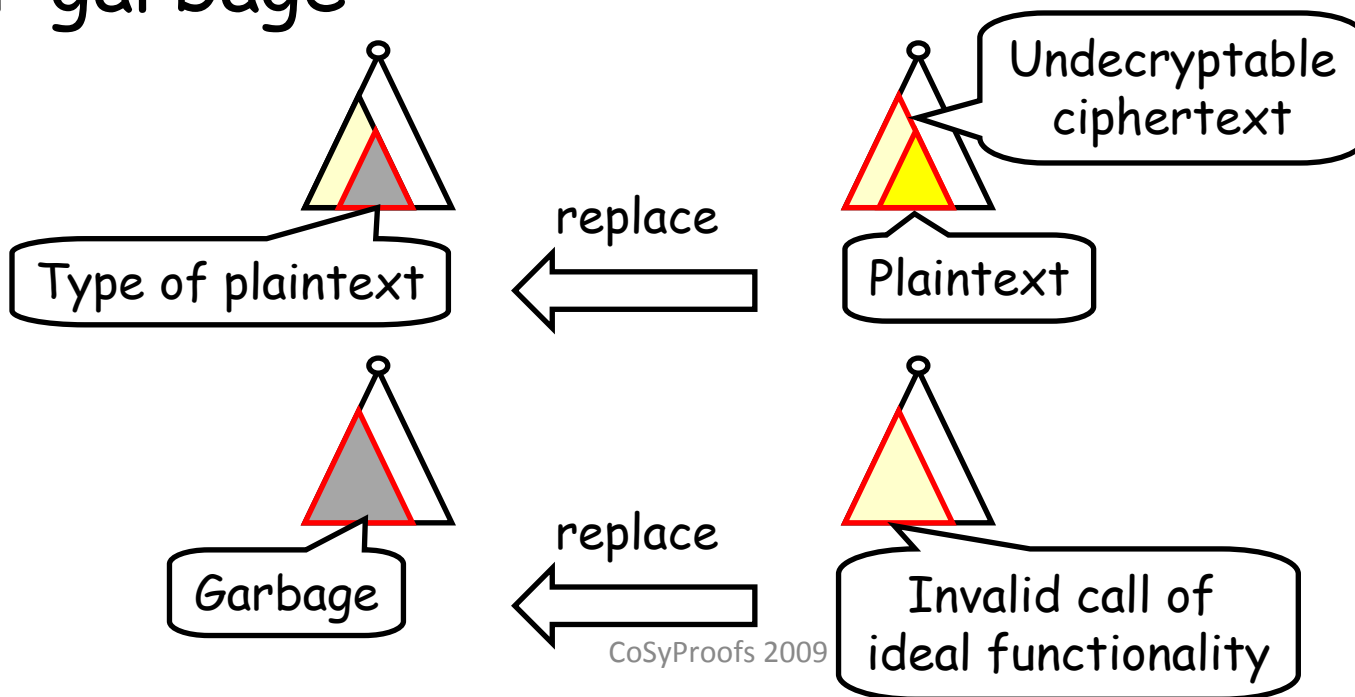 garbage
Undecryptable
ciphertext
replace
Type of plaintext
Plaintext
replace
Garbage
Invalid call of
ideal functionality
CoSyProofs 2009